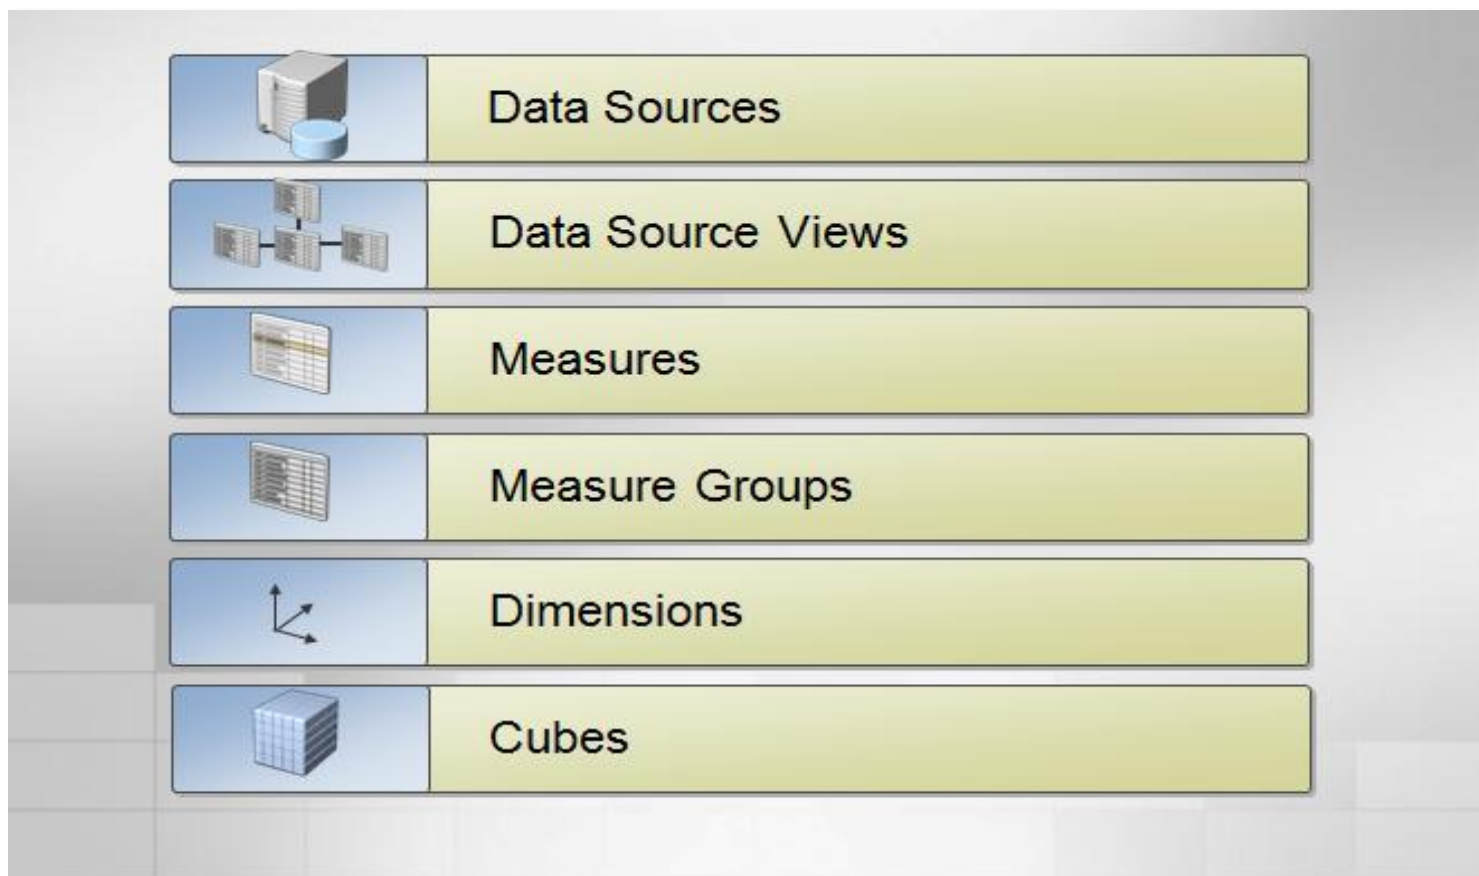 Data Sources
Data Source Views
Measures
Measure Groups
Dimensions
Cubes